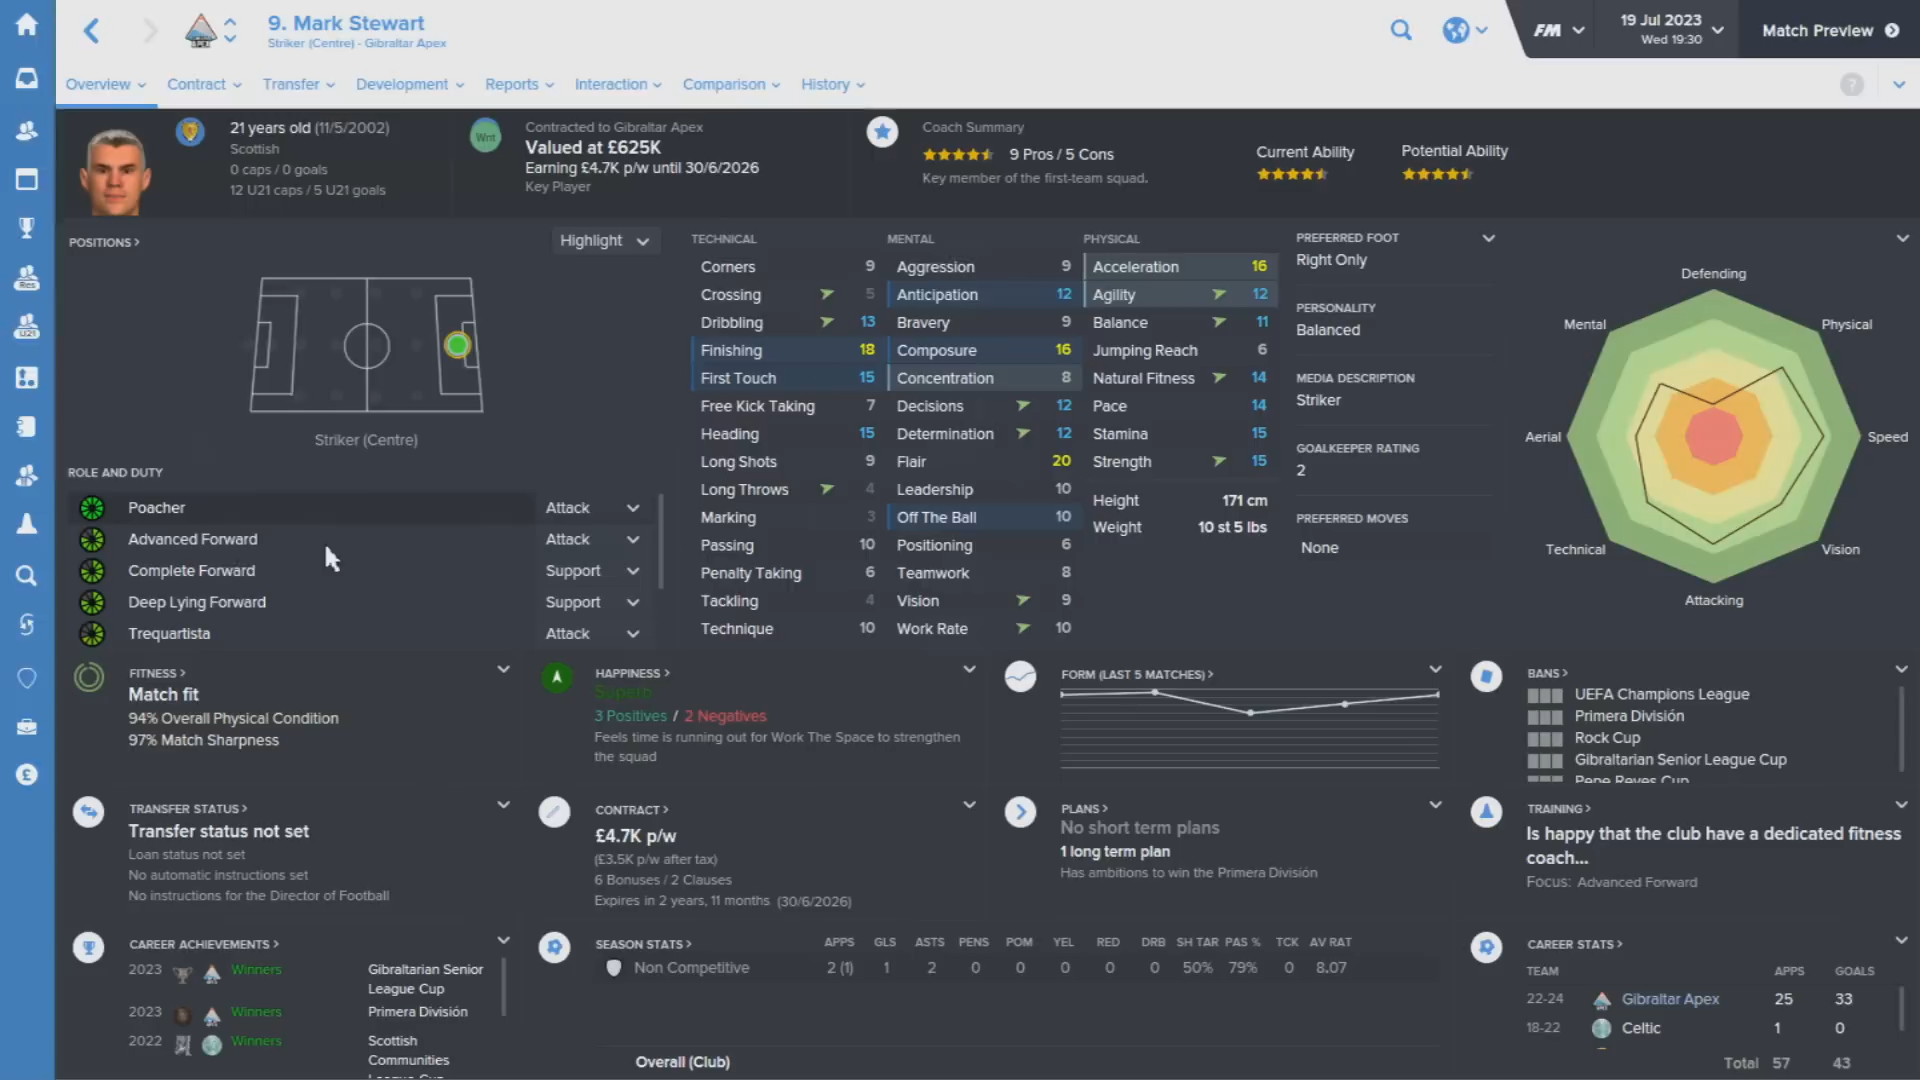 9. Mark Stewart
Striker (Centre) - Gibraltar Apex
FM
19 Jul 2023
Wed 19:30
Match Preview
Overview
Contract
Transfer
Development
Reports
Interaction
Comparison
History
?
21 years old (11/5/2002)
Scottish
0 caps / 0 goals
12 U21 caps / 5 U21 goals
Wnt
Contracted to Gibraltar Apex
Valued at £625K
Earning £4.7K p/w until 30/6/2026
Key Player
Coach Summary
9 Pros / 5 Cons
Key member of the first-team squad.
Current Ability
Potential Ability
Res
U21
POSITIONS >
Highlight
Striker (Centre)
ROLE AND DUTY
Poacher Attack
Advanced Forward Attack
Complete Forward Support
Deep Lying Forward Support
Trequartista Attack
TECHNICAL
Corners 9
Crossing 5
Dribbling 13
Finishing 18
First Touch 15
Free Kick Taking 7
Heading 15
Long Shots 9
Long Throws 4
Marking 3
Passing 10
Penalty Taking 6
Tackling 4
Technique 10
MENTAL
Aggression 9
Anticipation 12
Bravery 9
Composure 16
Concentration 8
Decisions 12
Determination 12
Flair 20
Leadership 10
Off The Ball 10
Positioning 6
Teamwork 8
Vision 9
Work Rate 10
PHYSICAL
Acceleration 16
Agility 12
Balance 11
Jumping Reach 6
Natural Fitness 14
Pace 14
Stamina 15
Strength 15
Height 171 cm
Weight 10 st 5 lbs
PREFERRED FOOT
Right Only
PERSONALITY
Balanced
MEDIA DESCRIPTION
Striker
GOALKEEPER RATING
2
PREFERRED MOVES
None
Defending
Mental
Physical
Aerial
Speed
Technical
Vision
Attacking
FITNESS >
Match fit
94% Overall Physical Condition
97% Match Sharpness
HAPPINESS >
Superb
3 Positives / 2 Negatives
Feels time is running out for Work The Space to strengthen
the squad
FORM (LAST 5 MATCHES) >
BANS >
UEFA Champions League
Primera División
Rock Cup
Gibraltarian Senior League Cup
Pepe Reyes Cup
TRANSFER STATUS >
Transfer status not set
Loan status not set
No automatic instructions set
No instructions for the Director of Football
CONTRACT >
£4.7K p/w
(£3.5K p/w after tax)
6 Bonuses / 2 Clauses
Expires in 2 years, 11 months (30/6/2026)
PLANS >
No short term plans
1 long term plan
Has ambitions to win the Primera División
TRAINING >
Is happy that the club have a dedicated fitness
coach...
Focus: Advanced Forward
CAREER ACHIEVEMENTS >
2023 Winners Gibraltarian Senior
League Cup
2023 Winners Primera División
2022 Winners Scottish
Communities
League Cup
SEASON STATS > APPS GLS ASTS PENS POM YEL RED DRB SH TAR PAS % TCK AV RAT
Non Competitive 2 (1) 1 2 0 0 0 0 0 50% 79% 0 8.07
Overall (Club)
CAREER STATS >
TEAM APPS GOALS
22-24 Gibraltar Apex 25 33
18-22 Celtic 1 0
Total 57 43